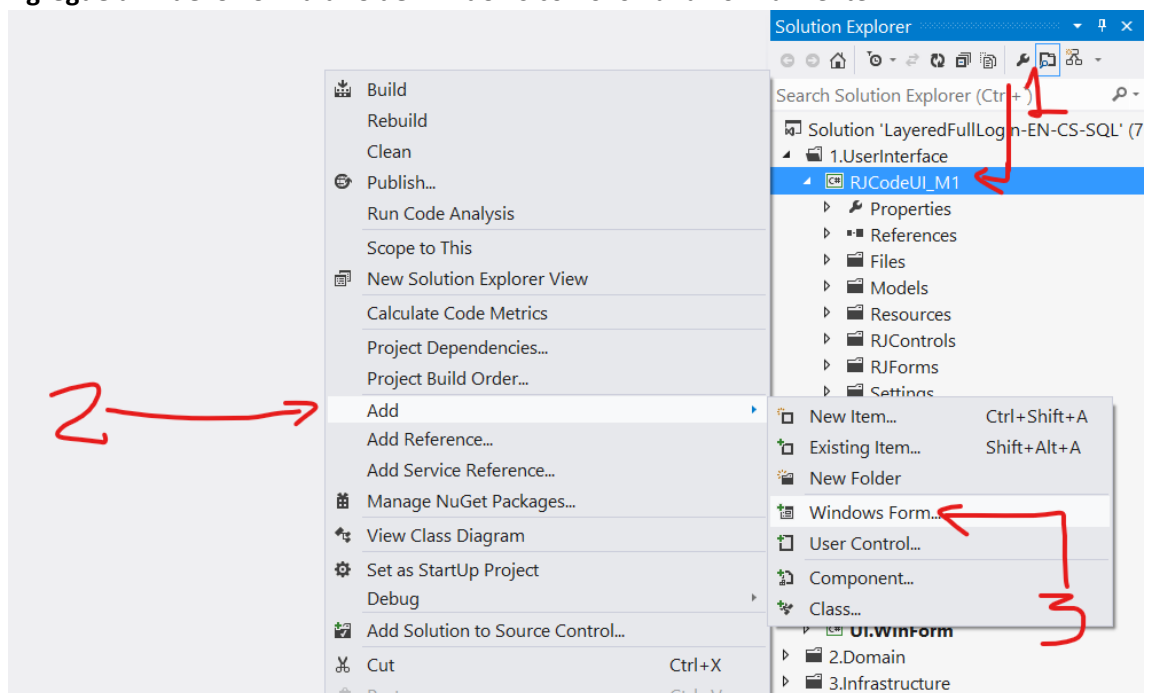 Solution Explorer
Search Solution Explorer
1
Solution 'LayeredFullLogin-EN-CS-SQL' (7
1.UserInterface
RJCodeUI_M1
Properties
References
Files
Models
Resources
RJControls
RJForms
Settings
UI.WinForm
2.Domain
3.Infrastructure
Build
Rebuild
Clean
Publish...
Run Code Analysis
Scope to This
New Solution Explorer View
Calculate Code Metrics
Project Dependencies...
Project Build Order...
2
Add
Add Reference...
Add Service Reference...
Manage NuGet Packages...
View Class Diagram
Set as StartUp Project
Debug
Add Solution to Source Control...
Cut Ctrl+X
New Item... Ctrl+Shift+A
Existing Item... Shift+Alt+A
New Folder
Windows Form...
User Control...
Component...
Class...
3